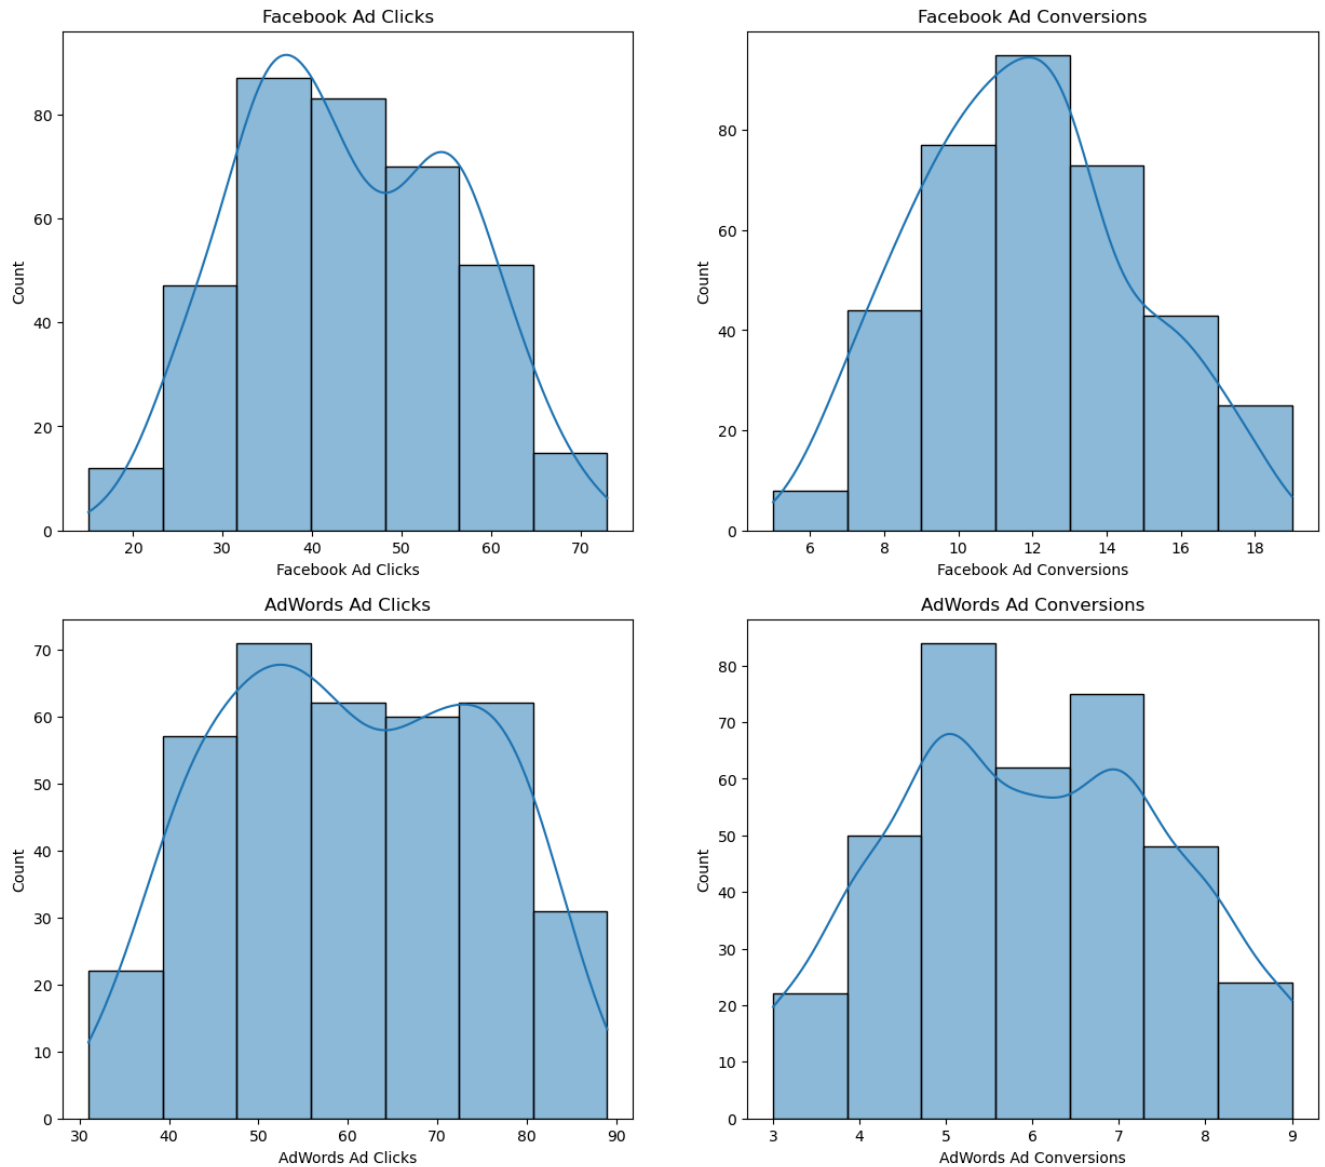 Facebook Ad Clicks
Count
80
60
40
20
0
20 30 40 50 60 70
Facebook Ad Clicks
Facebook Ad Conversions
Count
80
60
40
20
0
6 8 10 12 14 16 18
Facebook Ad Conversions
AdWords Ad Clicks
Count
70
60
50
40
30
20
10
0
30 40 50 60 70 80 90
AdWords Ad Clicks
AdWords Ad Conversions
Count
80
70
60
50
40
30
20
10
0
3 4 5 6 7 8 9
AdWords Ad Conversions